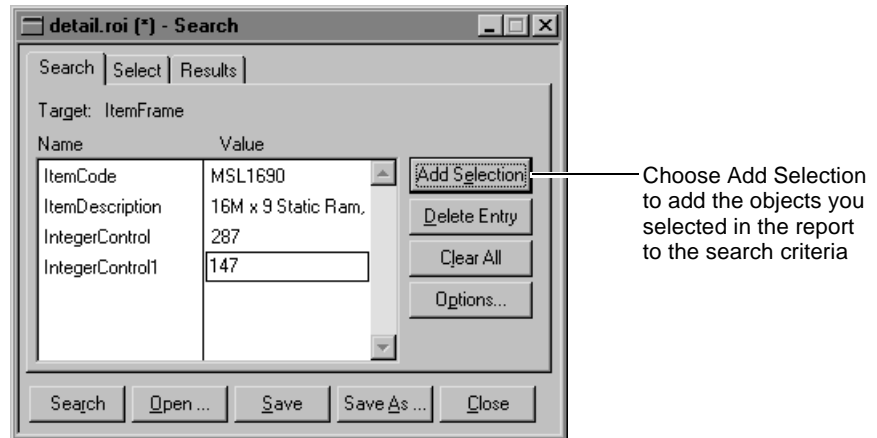 detail.roi (*) - Search
Search Select Results
Target: ItemFrame
Name Value
ItemCode MSL1690
ItemDescription 16M x 9 Static Ram,
IntegerControl 287
IntegerControl1 147
Add Selection
Delete Entry
Clear All
Options...
Search Open ... Save Save As ... Close
Choose Add Selection
to add the objects you
selected in the report
to the search criteria